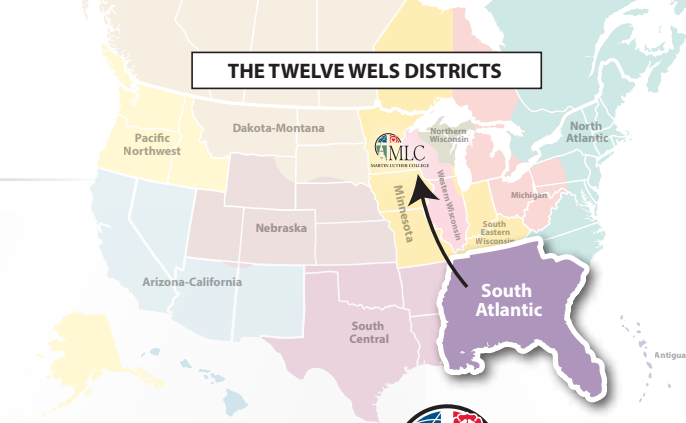 THE TWELVE WELS DISTRICTS
Pacific
Northwest
Dakota-Montana
MLC
MARTIN LUTHER COLLEGE
Northern
Wisconsin
North
Atlantic
Minnesota
Western Wisconsin
Michigan
Nebraska
South
Eastern
Wisconsin
Arizona-California
South
Atlantic
South
Central
Antigua